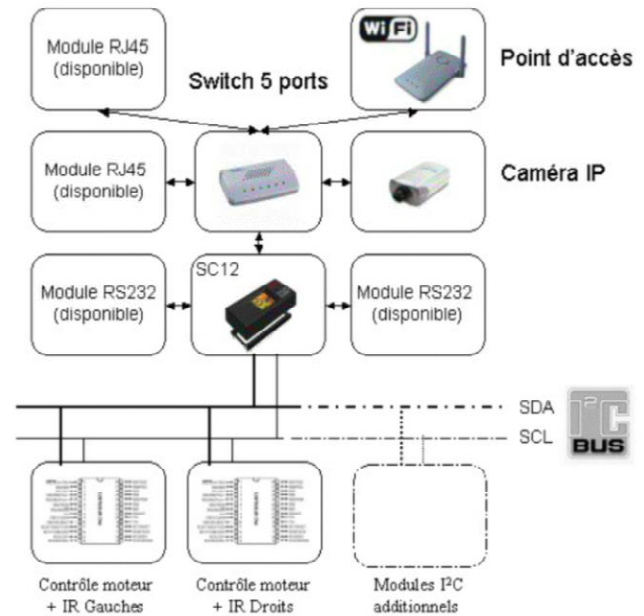 Module RJ45
(disponible)
Switch 5 ports
Wi Fi
Point d'accès
Module RJ45
(disponible)
Caméra IP
SC12
Module RS232
(disponible)
Module RS232
(disponible)
SDA
SCL
I²C
BUS
Contrôle moteur
+ IR Gauches
Contrôle moteur
+ IR Droits
Modules I²C
additionnels